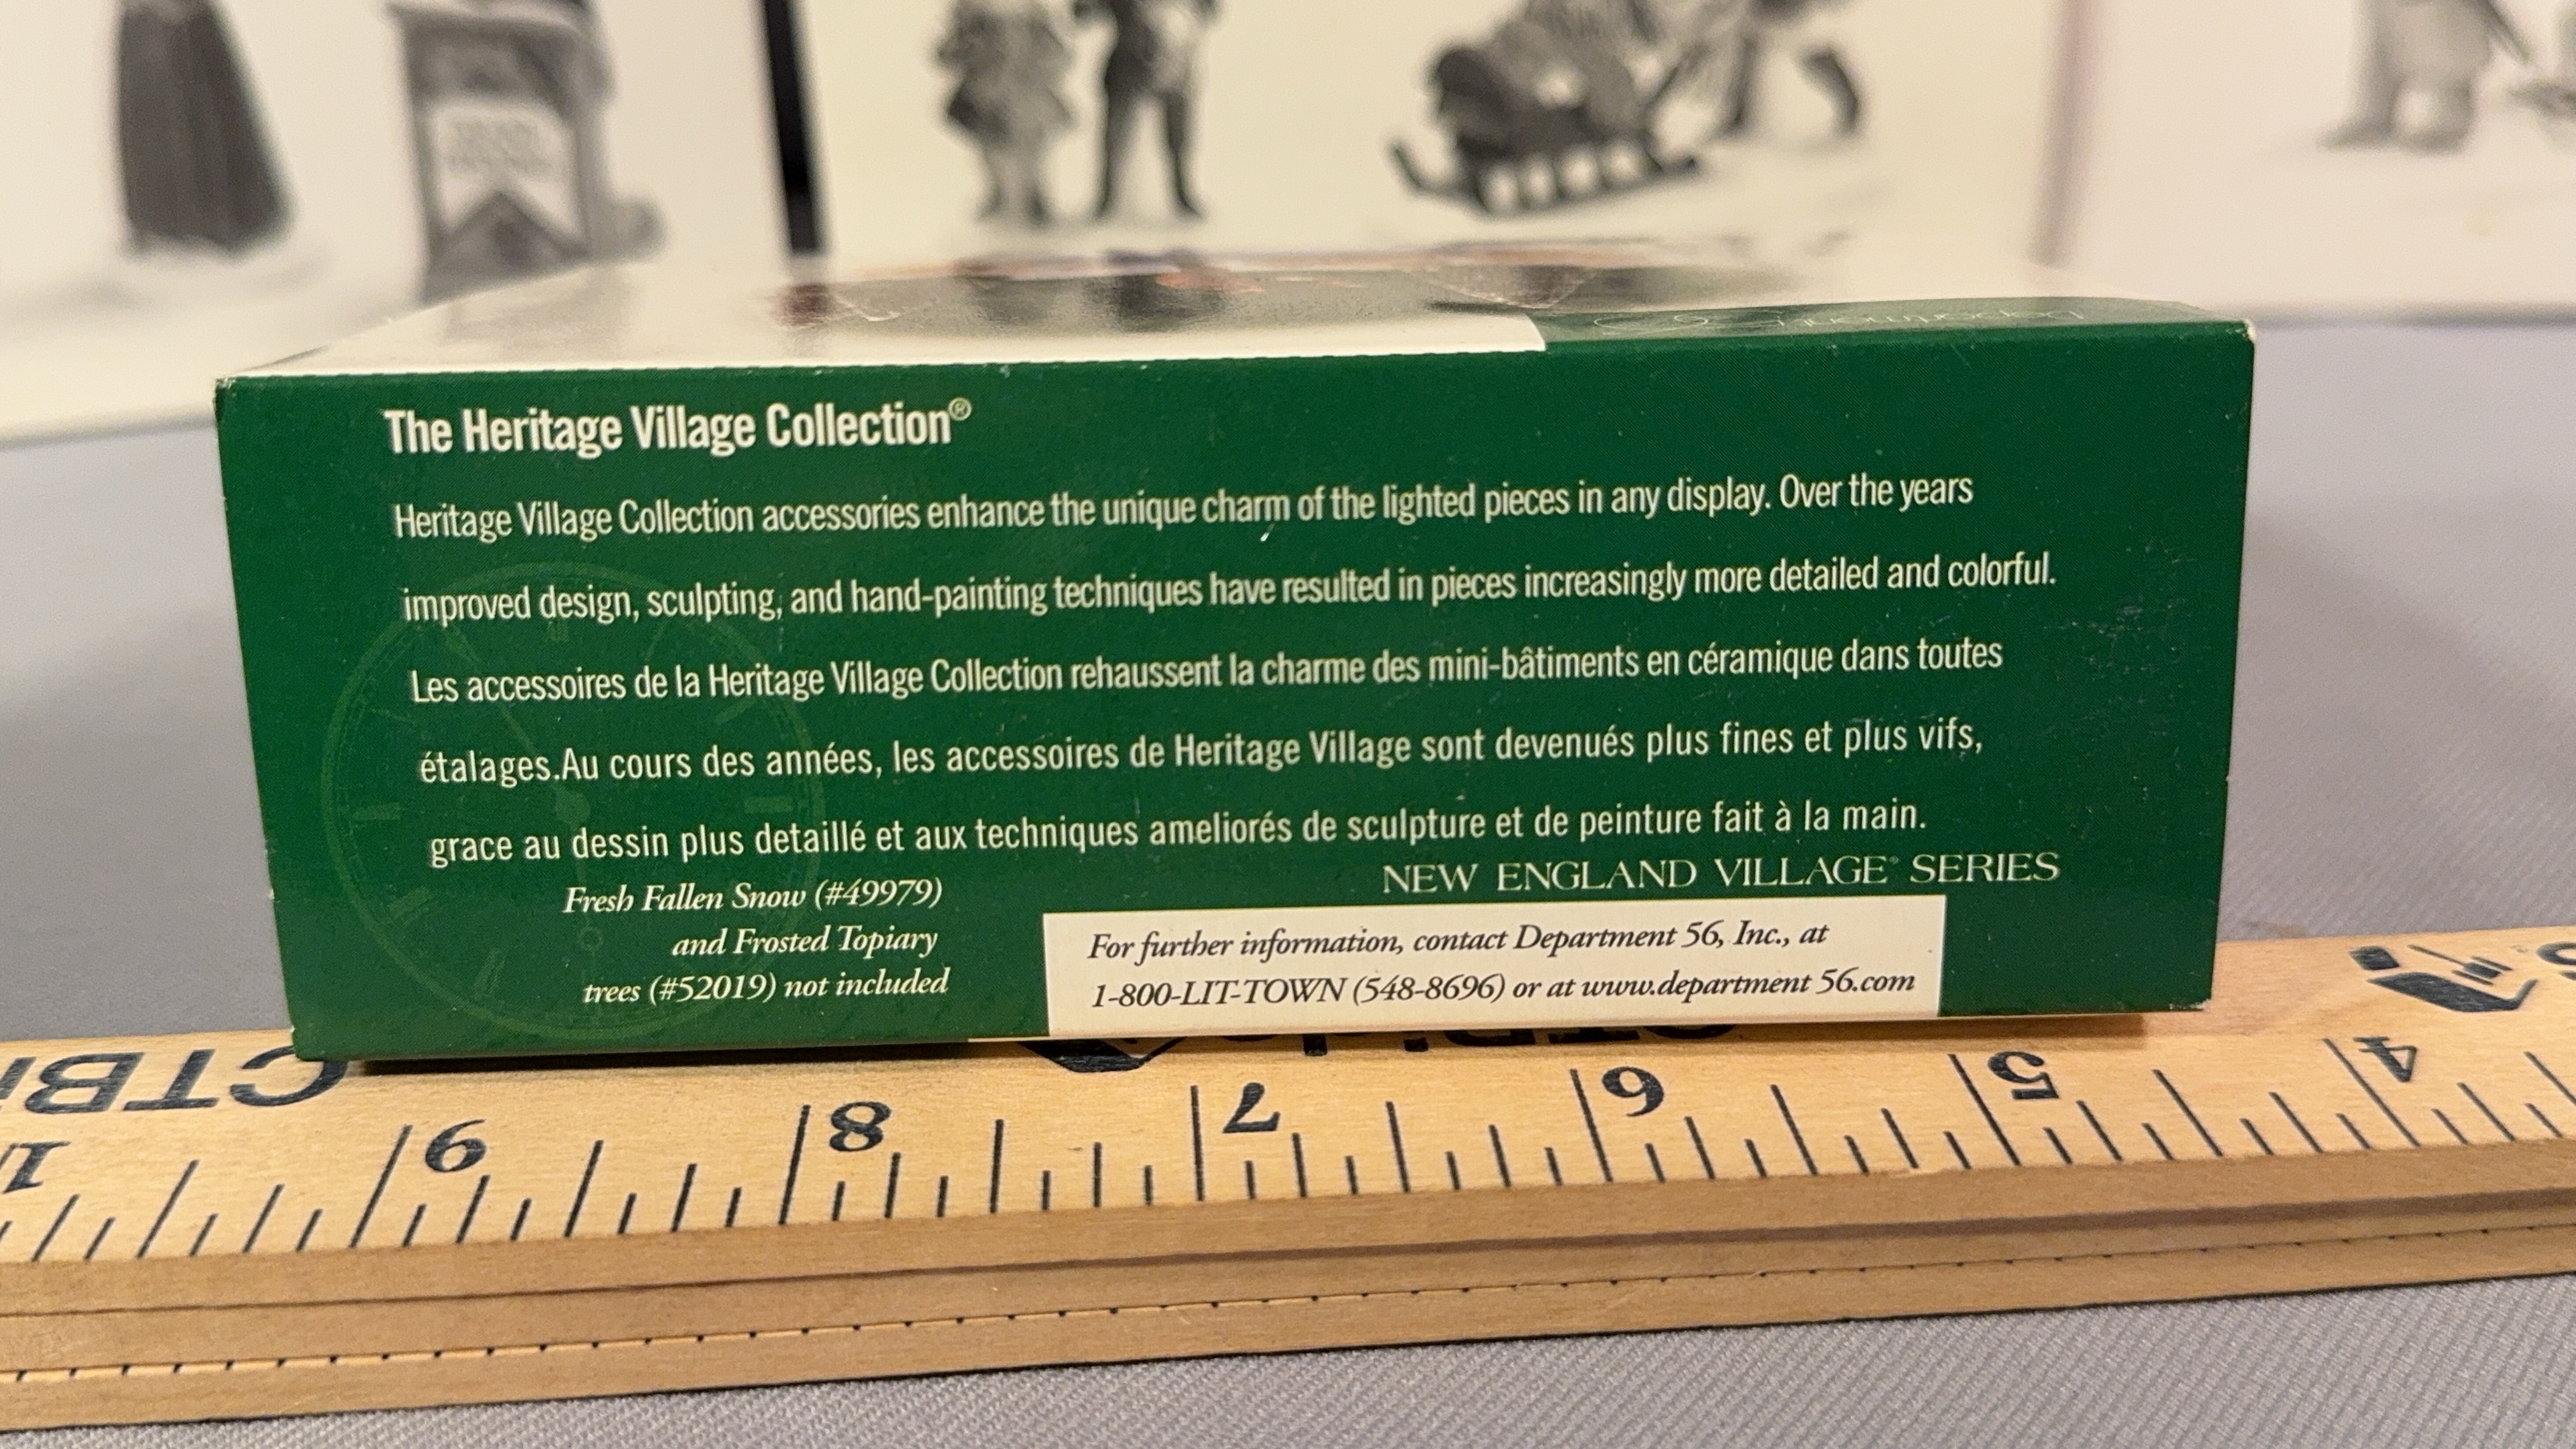 The Heritage Village Collection®
Heritage Village Collection accessories enhance the unique charm of the lighted pieces in any display. Over the years
improved design, sculpting, and hand-painting techniques have resulted in pieces increasingly more detailed and colorful.
Les accessoires de la Heritage Village Collection rehaussent la charme des mini-bâtiments en céramique dans toutes
étalages.Au cours des années, les accessoires de Heritage Village sont devenués plus fines et plus vifs,
grace au dessin plus detaillé et aux techniques ameliorés de sculpture et de peinture fait à la main.
NEW ENGLAND VILLAGE® SERIES
Fresh Fallen Snow (#49979)
and Frosted Topiary
trees (#52019) not included
For further information, contact Department 56, Inc., at
1-800-LIT-TOWN (548-8696) or at www.department 56.com
9 8 7 6 5 4